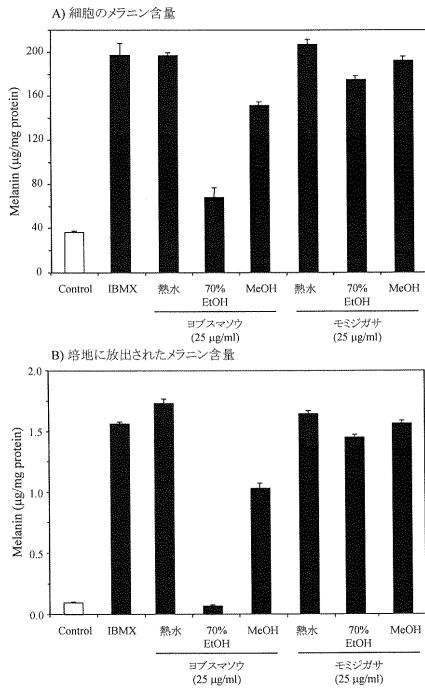 A) 細胞のメラニン含量
Melanin (μg/mg protein)
200
160
120
80
40
0
Control IBMX 熱水 70% EtOH MeOH 熱水 70% EtOH MeOH
ヨブスマソウ モミジガサ
(25 μg/ml) (25 μg/ml)
B) 培地に放出されたメラニン含量
Melanin (μg/mg protein)
2.0
1.5
1.0
0.5
0.0
Control IBMX 熱水 70% EtOH MeOH 熱水 70% EtOH MeOH
ヨブスマソウ モミジガサ
(25 μg/ml) (25 μg/ml)